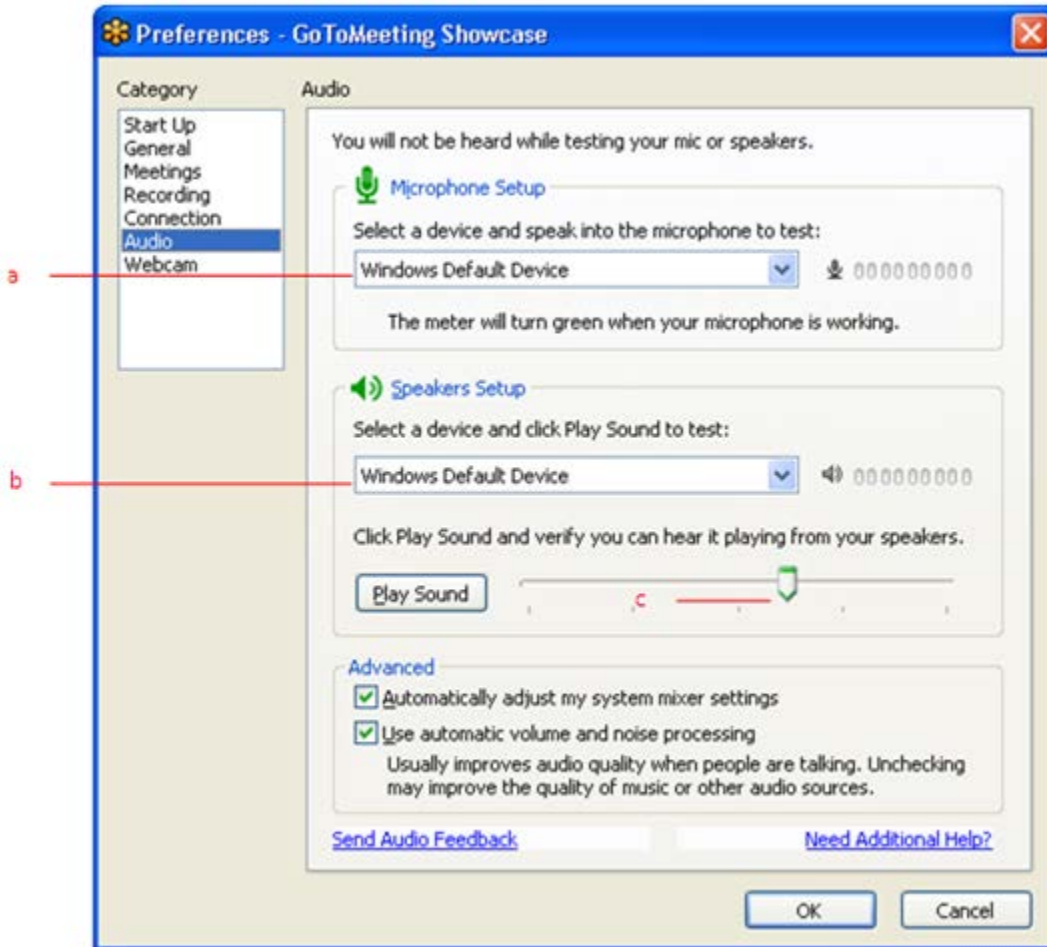 Preferences - GoToMeeting Showcase
Category
Audio
Start Up
General
Meetings
Recording
Connection
Audio
Webcam
You will not be heard while testing your mic or speakers.
Microphone Setup
Select a device and speak into the microphone to test:
a
Windows Default Device
The meter will turn green when your microphone is working.
Speakers Setup
Select a device and click Play Sound to test:
b
Windows Default Device
Click Play Sound and verify you can hear it playing from your speakers.
Play Sound
c
Advanced
Automatically adjust my system mixer settings
Use automatic volume and noise processing
Usually improves audio quality when people are talking. Unchecking
may improve the quality of music or other audio sources.
Send Audio Feedback
Need Additional Help?
OK
Cancel